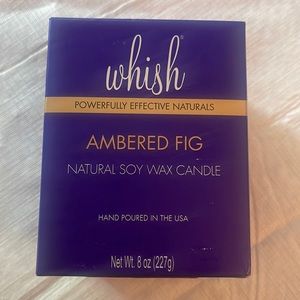 whish®
POWERFULLY EFFECTIVE NATURALS
AMBERED FIG
NATURAL SOY WAX CANDLE
HAND POURED IN THE USA
Net Wt. 8 oz (227g)